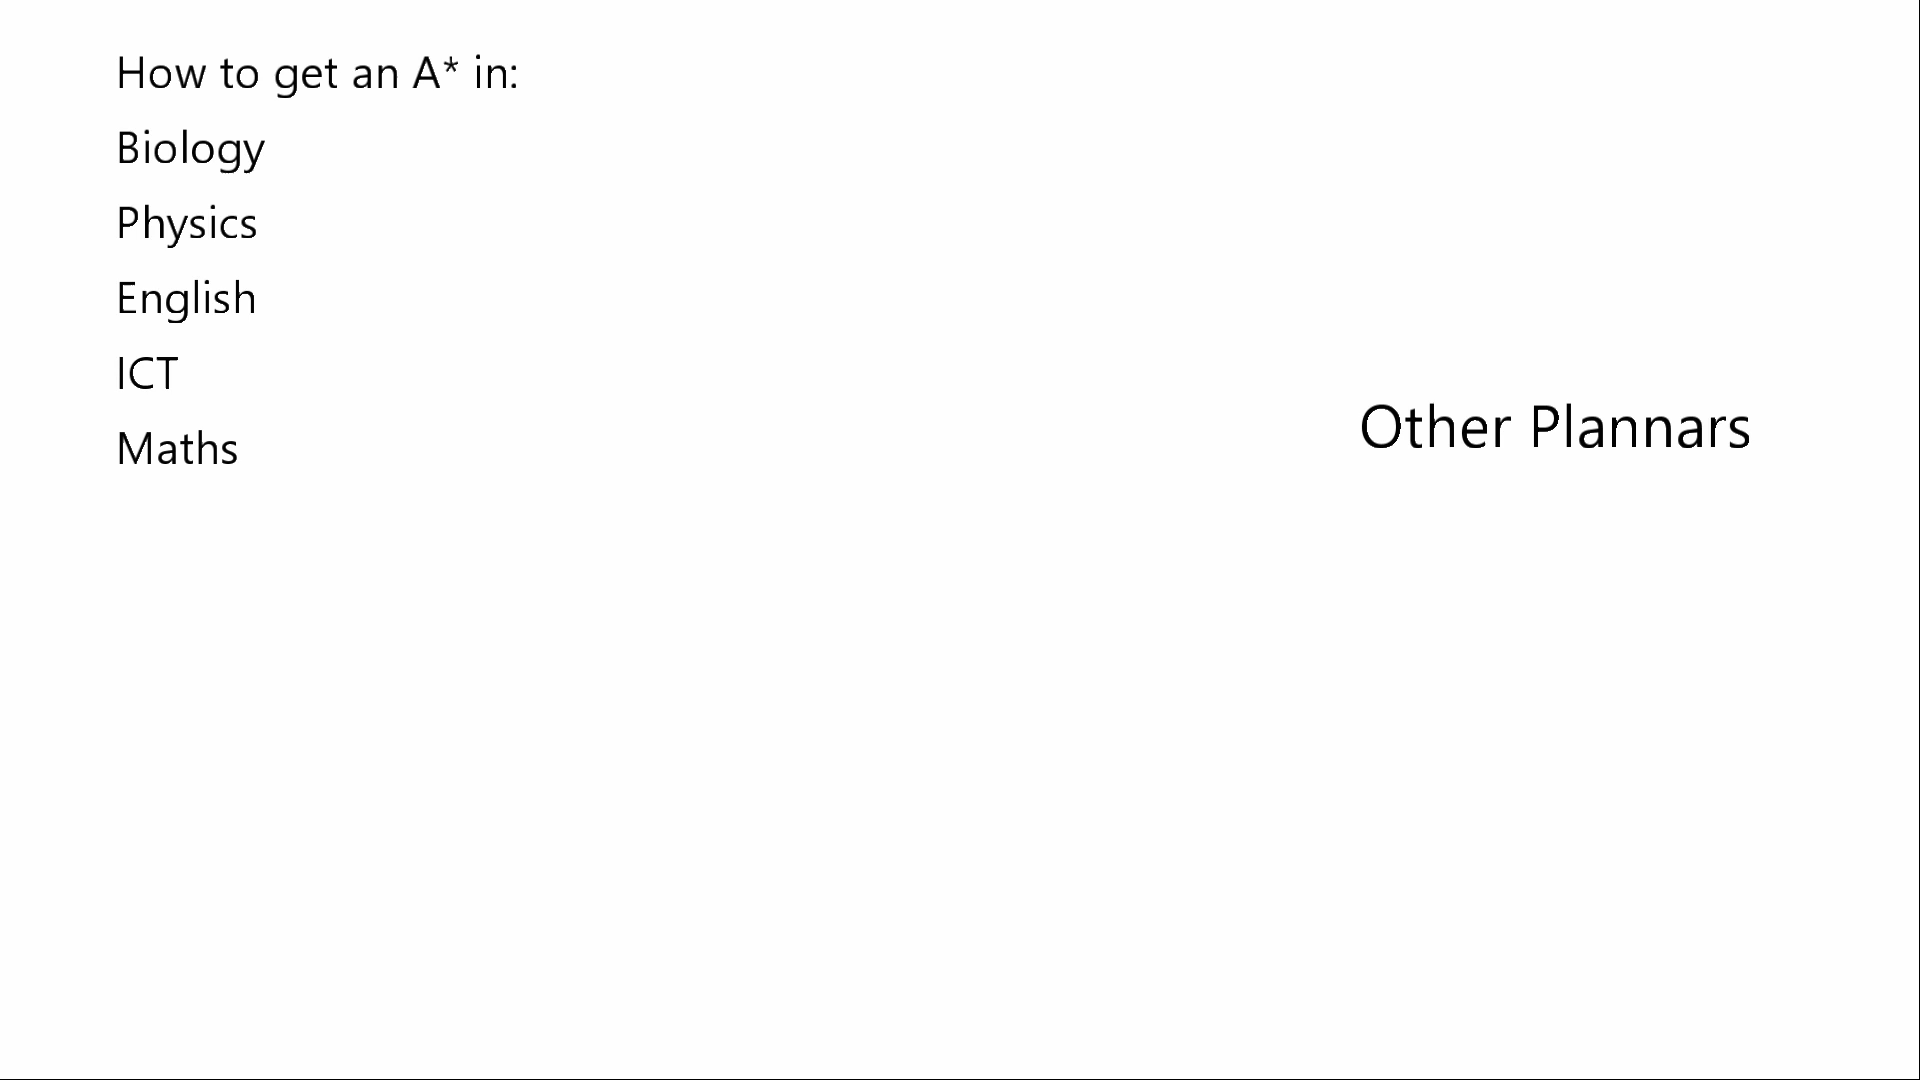 How to get an A* in:
Biology
Physics
English
ICT
Maths
Other Plannars